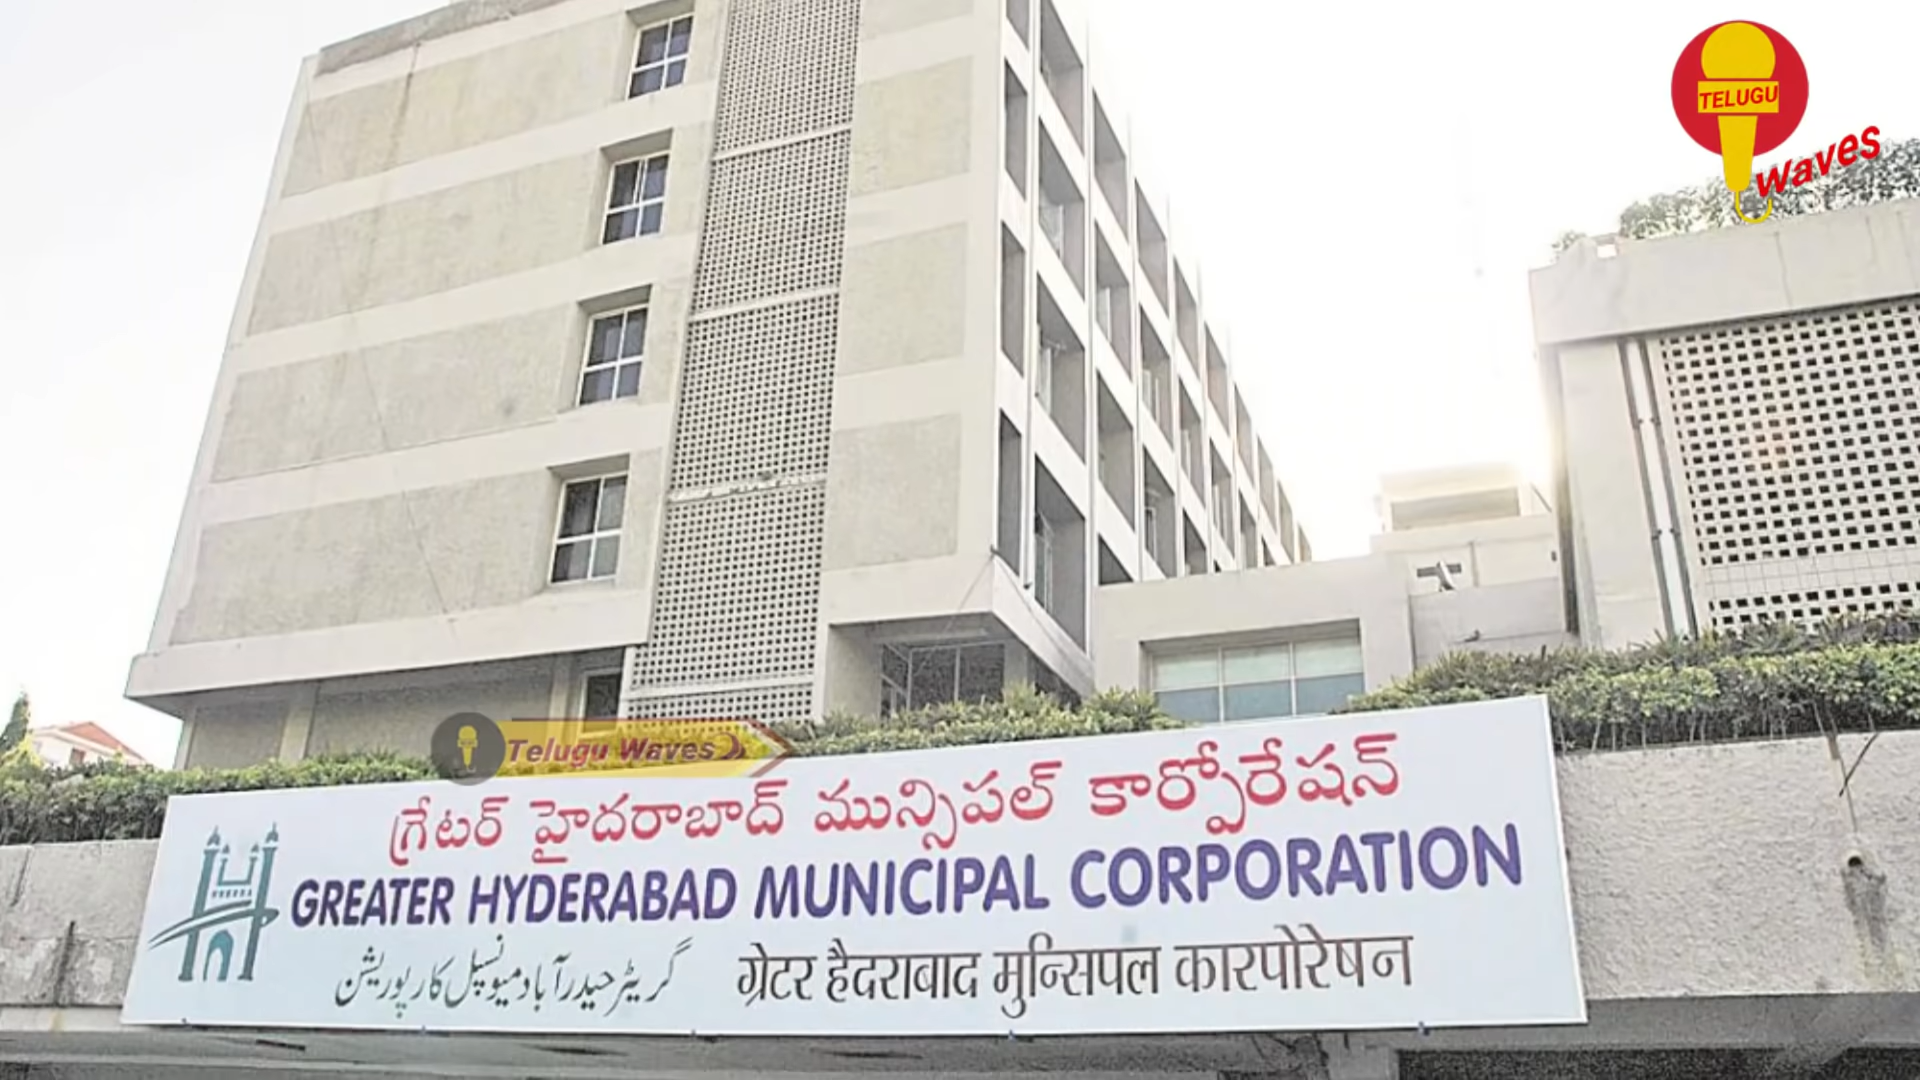 TELUGU
Waves
Telugu Waves
గ్రేటర్ హైదరాబాద్ మున్సిపల్ కార్పోరేషన్
GREATER HYDERABAD MUNICIPAL CORPORATION
گریٹر حیدرآباد میونسپل کارپوریشن
ग्रेटर हैदराबाद मुन्सिपल कारपोरेषन